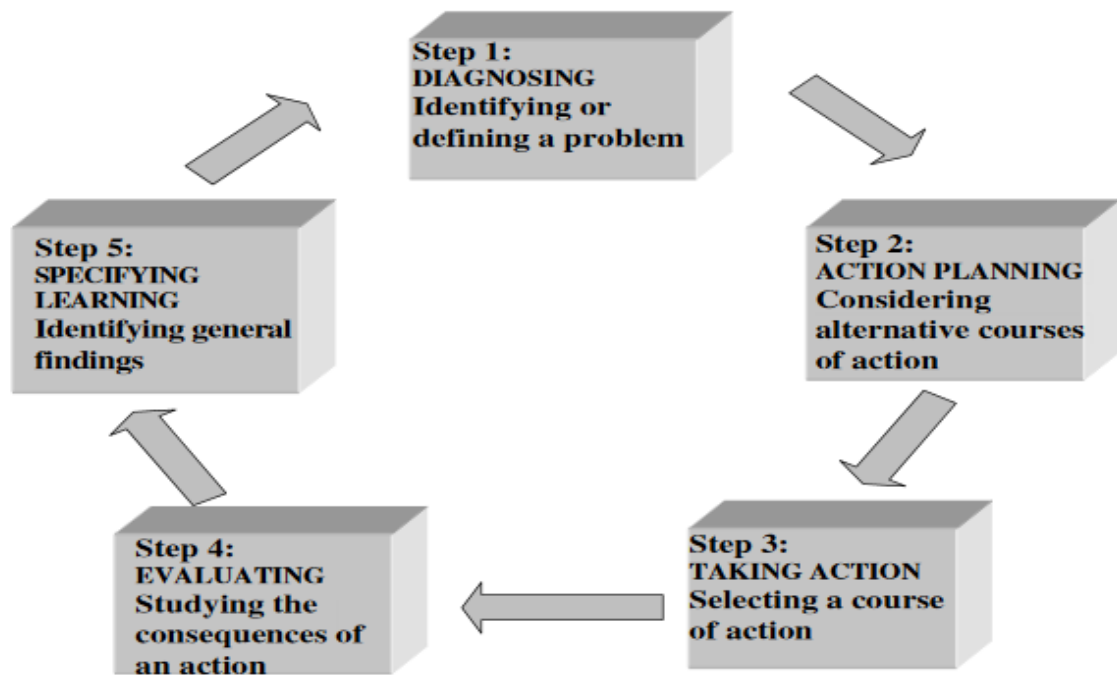 Step 1:
DIAGNOSING
Identifying or
defining a problem
Step 2:
ACTION PLANNING
Considering
alternative courses
of action
Step 3:
TAKING ACTION
Selecting a course
of action
Step 4:
EVALUATING
Studying the
consequences of
an action
Step 5:
SPECIFYING
LEARNING
Identifying general
findings